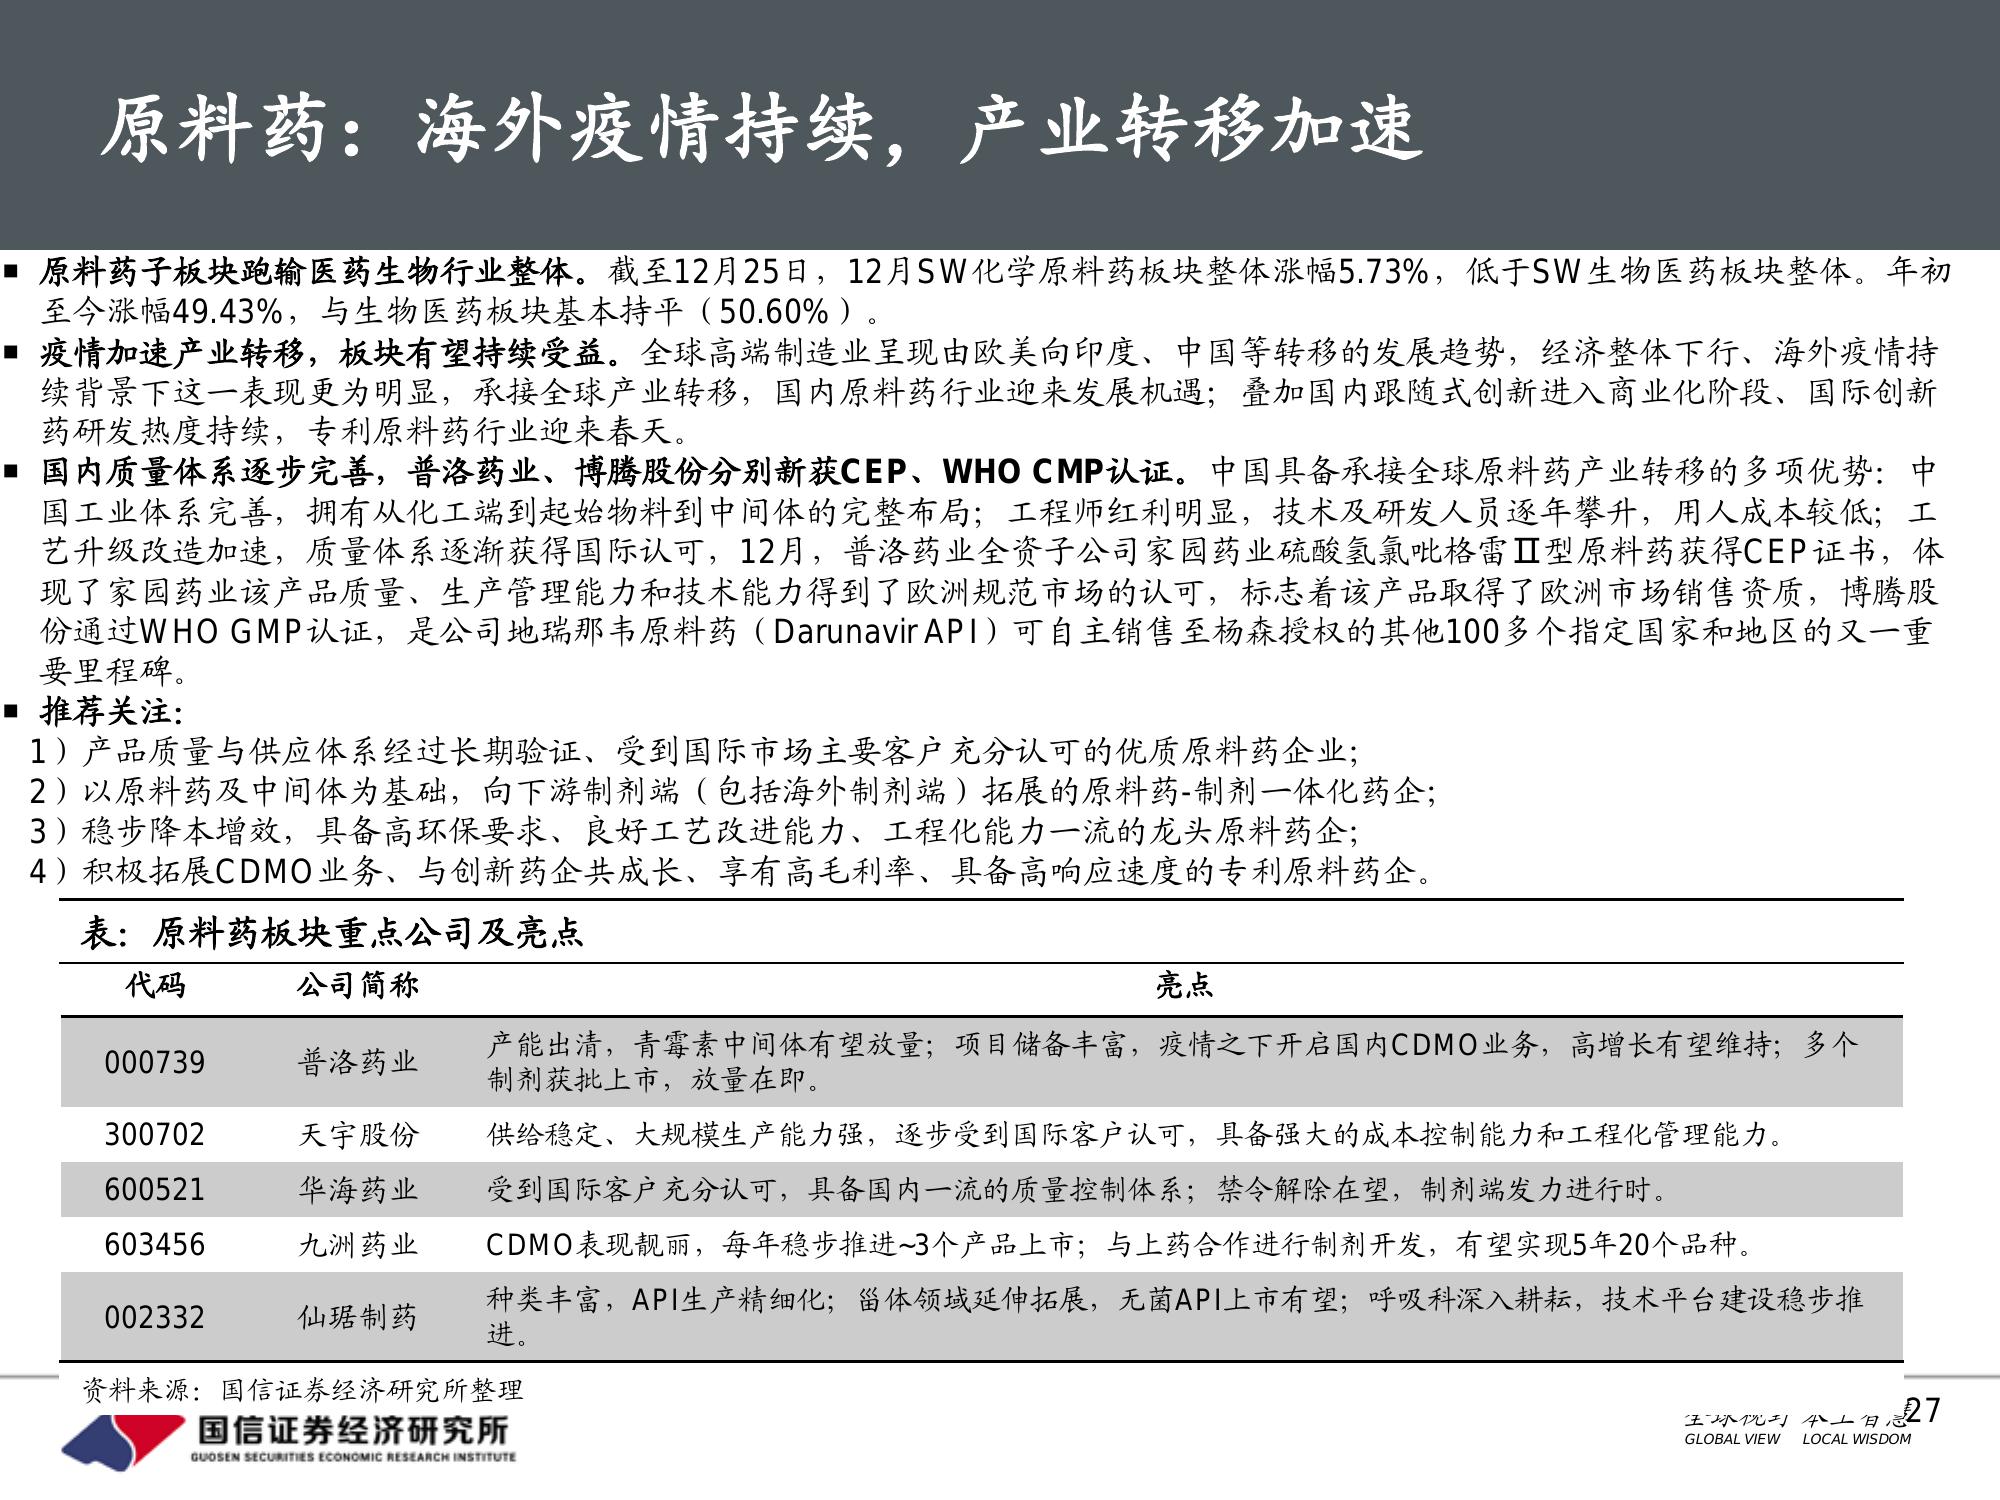 原料药：海外疫情持续，产业转移加速
▪ 原料药子板块跑输医药生物行业整体。截至12月25日，12月SW化学原料药板块整体涨幅5.73%，低于SW生物医药板块整体。年初
至今涨幅49.43%，与生物医药板块基本持平（50.60%）。
▪ 疫情加速产业转移，板块有望持续受益。全球高端制造业呈现由欧美向印度、中国等转移的发展趋势，经济整体下行、海外疫情持
续背景下这一表现更为明显，承接全球产业转移，国内原料药行业迎来发展机遇；叠加国内跟随式创新进入商业化阶段、国际创新
药研发热度持续，专利原料药行业迎来春天。
▪ 国内质量体系逐步完善，普洛药业、博腾股份分别新获CEP、WHO CMP认证。中国具备承接全球原料药产业转移的多项优势：中
国工业体系完善，拥有从化工端到起始物料到中间体的完整布局；工程师红利明显，技术及研发人员逐年攀升，用人成本较低；工
艺升级改造加速，质量体系逐渐获得国际认可，12月，普洛药业全资子公司家园药业硫酸氢氯吡格雷Ⅱ型原料药获得CEP证书，体
现了家园药业该产品质量、生产管理能力和技术能力得到了欧洲规范市场的认可，标志着该产品取得了欧洲市场销售资质，博腾股
份通过WHO GMP认证，是公司地瑞那韦原料药（Darunavir API）可自主销售至杨森授权的其他100多个指定国家和地区的又一重
要里程碑。
▪ 推荐关注：
1）产品质量与供应体系经过长期验证、受到国际市场主要客户充分认可的优质原料药企业；
2）以原料药及中间体为基础，向下游制剂端（包括海外制剂端）拓展的原料药-制剂一体化药企；
3）稳步降本增效，具备高环保要求、良好工艺改进能力、工程化能力一流的龙头原料药企；
4）积极拓展CDMO业务、与创新药企共成长、享有高毛利率、具备高响应速度的专利原料药企。
表：原料药板块重点公司及亮点
代码 公司简称 亮点
000739 普洛药业 产能出清，青霉素中间体有望放量；项目储备丰富，疫情之下开启国内CDMO业务，高增长有望维持；多个
制剂获批上市，放量在即。
300702 天宇股份 供给稳定、大规模生产能力强，逐步受到国际客户认可，具备强大的成本控制能力和工程化管理能力。
600521 华海药业 受到国际客户充分认可，具备国内一流的质量控制体系；禁令解除在望，制剂端发力进行时。
603456 九洲药业 CDMO表现靓丽，每年稳步推进~3个产品上市；与上药合作进行制剂开发，有望实现5年20个品种。
002332 仙琚制药 种类丰富，API生产精细化；甾体领域延伸拓展，无菌API上市有望；呼吸科深入耕耘，技术平台建设稳步推
进。
资料来源：国信证券经济研究所整理
国信证券经济研究所
GUOSEN SECURITIES ECONOMIC RESEARCH INSTITUTE
27
GLOBAL VIEW LOCAL WISDOM